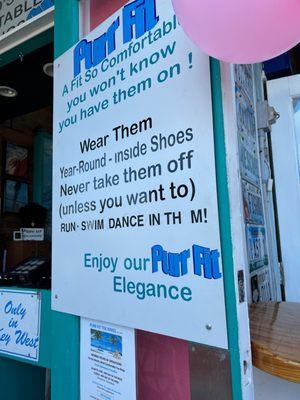 Purr Fit
A Fit So Comfortable
you won't know
you have them on !
Wear Them
Year-Round - Inside Shoes
Never take them off
(unless you want to)
RUN- SWIM DANCE IN TH M!
Enjoy our Purr Fit
Elegance
Only
in
Key West